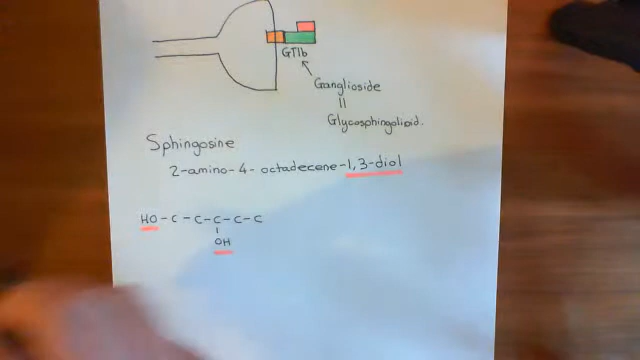 GT1b
Ganglioside
||
Glycosphingolipid.
Sphingosine
2-amino-4-octadecene-1,3-diol
HO-C-C-C-C-C
OH